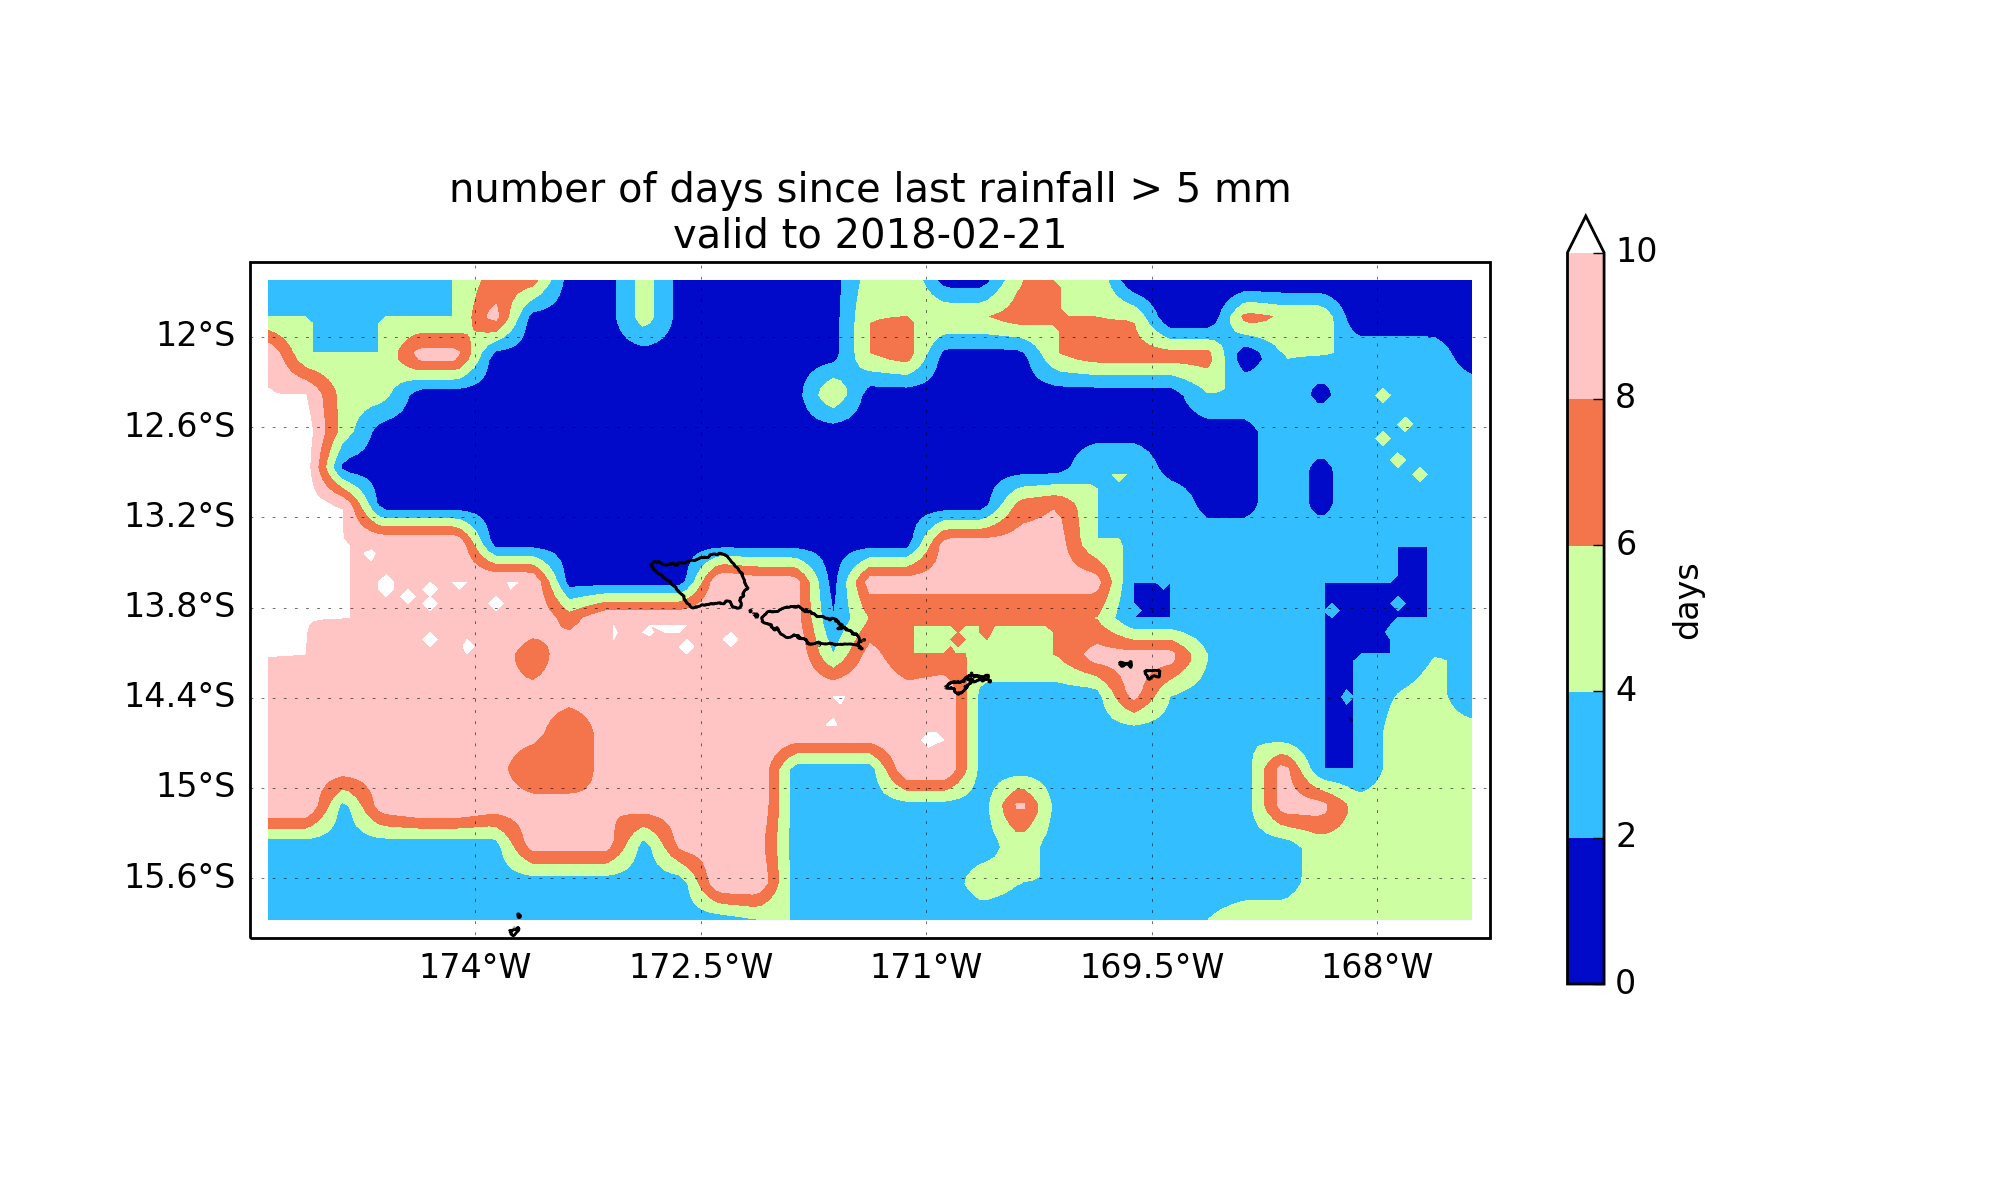 number of days since last rainfall > 5 mm
valid to 2018-02-21
12°S
12.6°S
13.2°S
13.8°S
14.4°S
15°S
15.6°S
174°W
172.5°W
171°W
169.5°W
168°W
10
8
6
4
2
0
days